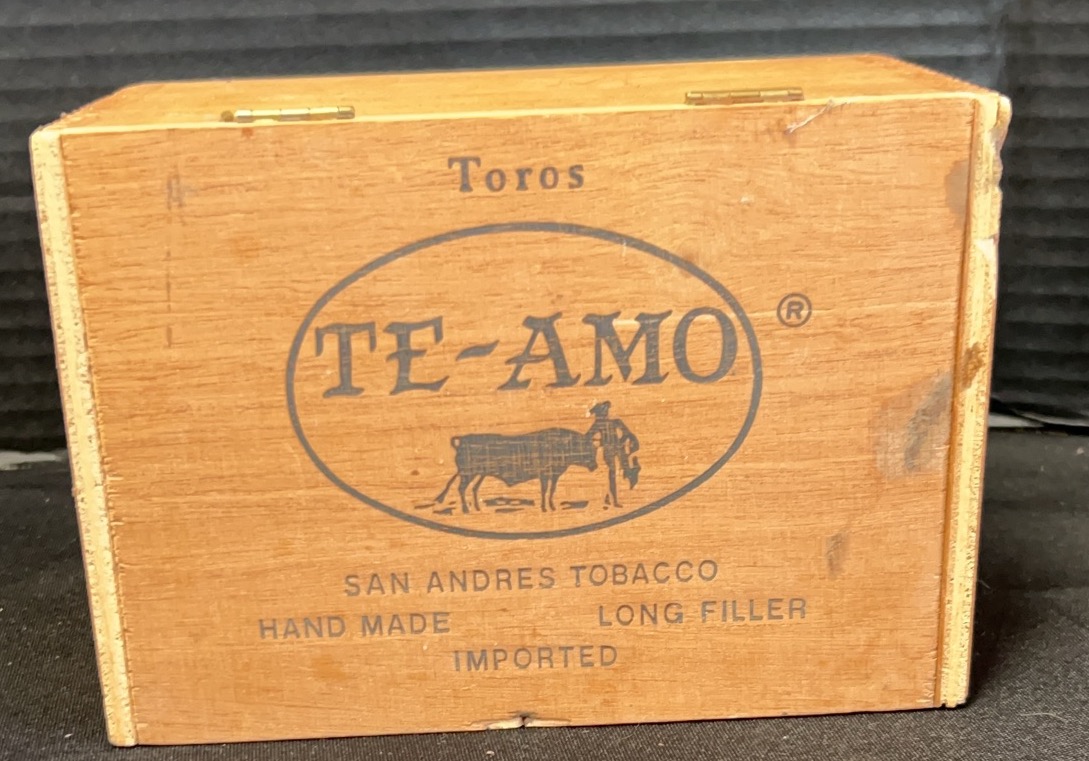 Toros
TE-AMO ®
SAN ANDRES TOBACCO
HAND MADE LONG FILLER
IMPORTED